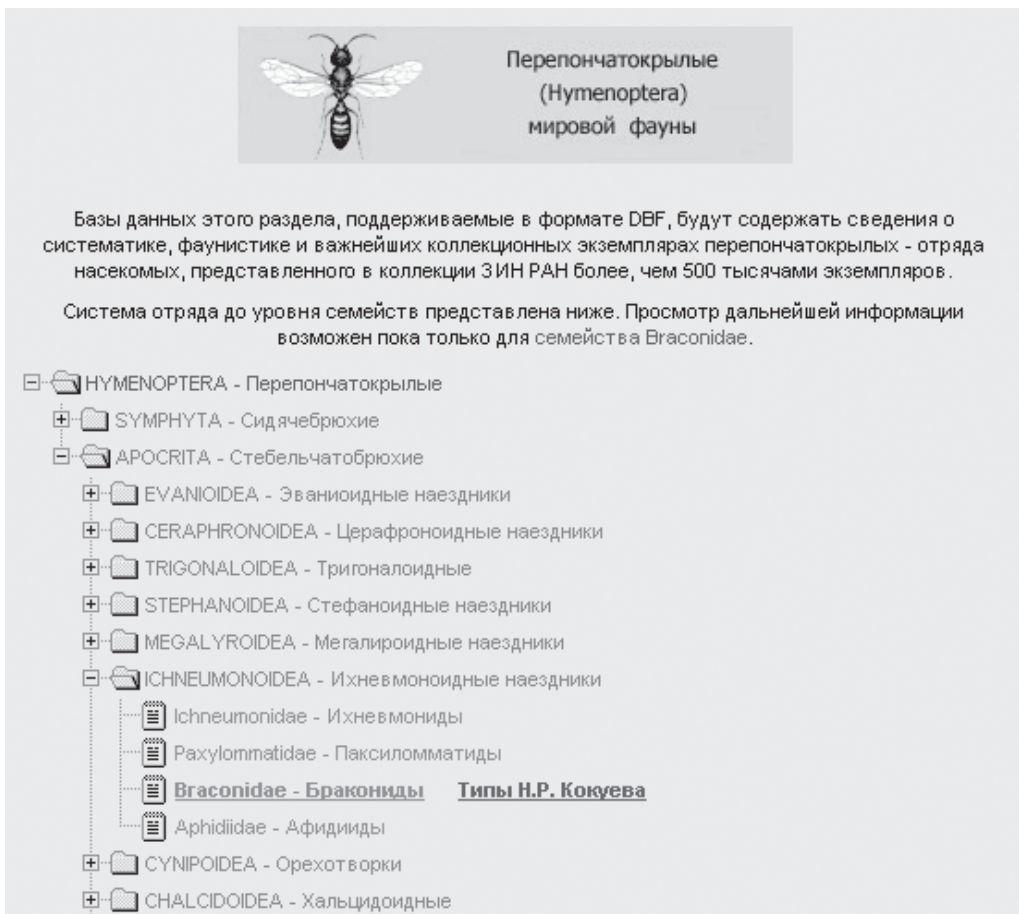 Перепончатокрылые
(Hymenoptera)
мировой фауны
Базы данных этого раздела, поддерживаемые в формате DBF, будут содержать сведения о
систематике, фаунистике и важнейших коллекционных экземплярах перепончатокрылых - отряда
насекомых, представленного в коллекции ЗИН РАН более, чем 500 тысячами экземпляров.
Система отряда до уровня семейств представлена ниже. Просмотр дальнейшей информации
возможен пока только для семейства Braconidae.
HYMENOPTERA - Перепончатокрылые
SYMPHYTA - Сидячебрюхие
APOCRITA - Стебельчатобрюхие
EVANIOIDEA - Эваниоидные наездники
CERAPHRONOIDEA - Церафроноидные наездники
TRIGONALOIDEA - Тригоналоидные
STEPHANOIDEA - Стефаноидные наездники
MEGALYROIDEA - Мегалироидные наездники
ICHNEUMONOIDEA - Ихневмоноидные наездники
Ichneumonidae - Ихневмониды
Paxylommatidae - Паксиломматиды
Braconidae - Бракониды Типы Н.Р. Кокуева
Aphidiidae - Афидииды
CYNIPOIDEA - Орехотворки
CHALCIDOIDEA - Хальцидоидные